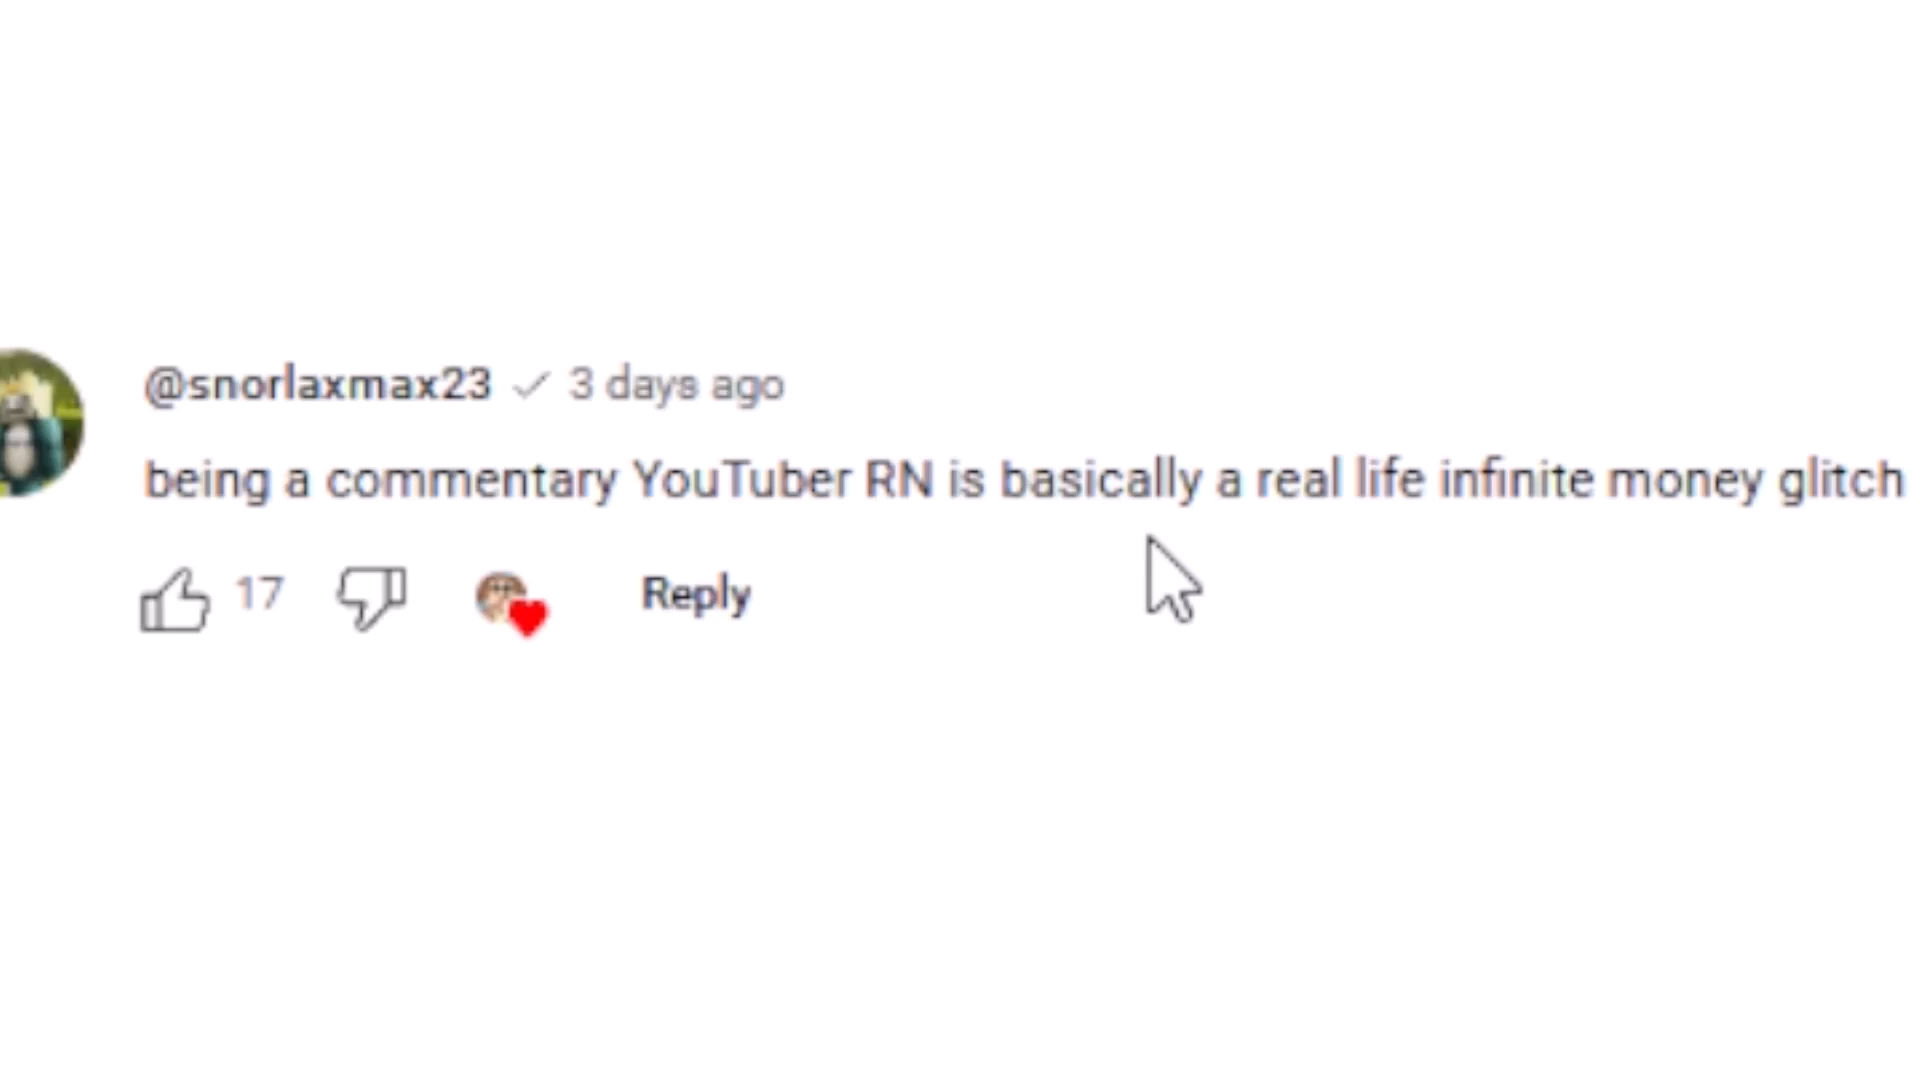 @snorlaxmax23 3 days ago
being a commentary YouTuber RN is basically a real life infinite money glitch
17 Reply